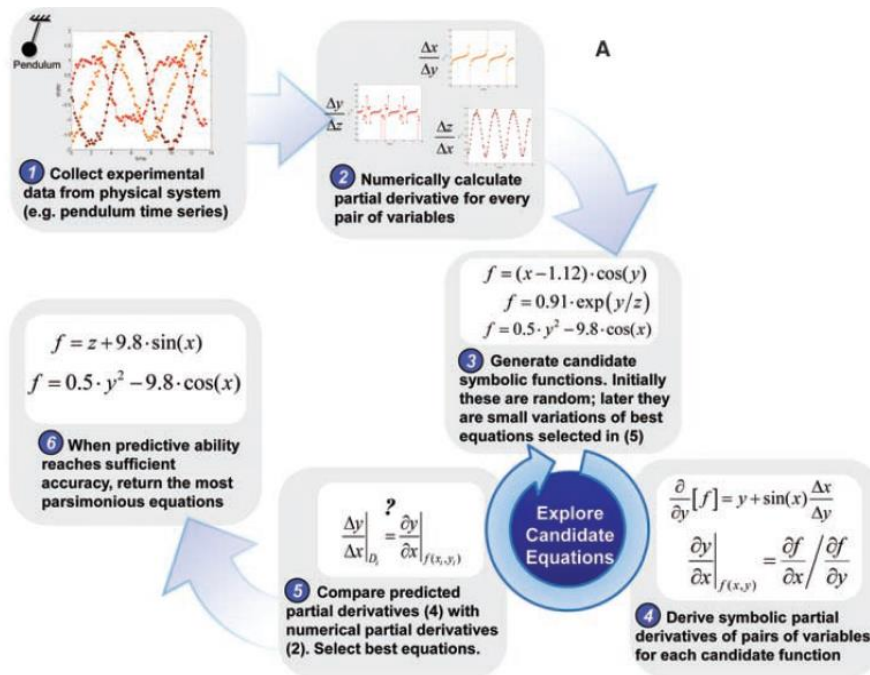 A
Pendulum
state
time
1 Collect experimental
data from physical system
(e.g. pendulum time series)
Δx/Δy
Δy/Δz
Δz/Δx
2 Numerically calculate
partial derivative for every
pair of variables
f = (x−1.12)·cos(y)
f = 0.91·exp(y/z)
f = 0.5·y² −9.8·cos(x)
3 Generate candidate
symbolic functions. Initially
these are random; later they
are small variations of best
equations selected in (5)
Explore
Candidate
Equations
∂/∂y [f] = y + sin(x) Δx/Δy
∂y/∂x |f(x,y) = ∂f/∂x / ∂f/∂y
4 Derive symbolic partial
derivatives of pairs of variables
for each candidate function
?
Δy/Δx |Dᵢ = ∂y/∂x |f(xᵢ,yᵢ)
5 Compare predicted
partial derivatives (4) with
numerical partial derivatives
(2). Select best equations.
f = z + 9.8·sin(x)
f = 0.5·y² −9.8·cos(x)
6 When predictive ability
reaches sufficient
accuracy, return the most
parsimonious equations